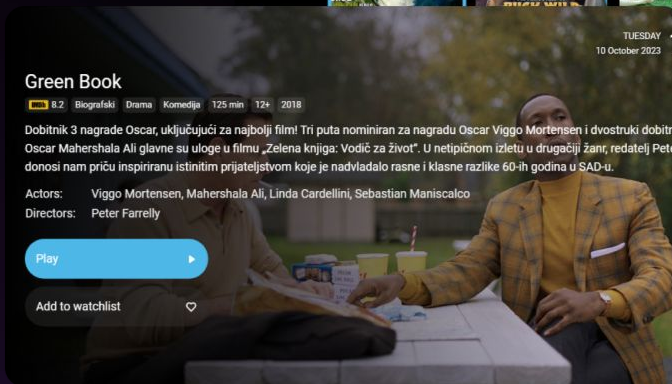 TUESDAY
10 October 2023
Green Book
IMDb 8.2 Biografski Drama Komedija 125 min 12+ 2018
Dobitnik 3 nagrade Oscar, uključujući za najbolji film! Tri puta nominiran za nagradu Oscar Viggo Mortensen i dvostruki dobitn
Oscar Mahershala Ali glavne su uloge u filmu „Zelena knjiga: Vodič za život“. U netipičnom izletu u drugačiji žanr, redatelj Pet
donosi nam priču inspiriranu istinitim prijateljstvom koje je nadvladalo rasne i klasne razlike 60-ih godina u SAD-u.
Actors: Viggo Mortensen, Mahershala Ali, Linda Cardellini, Sebastian Maniscalco
Directors: Peter Farrelly
Play
Add to watchlist